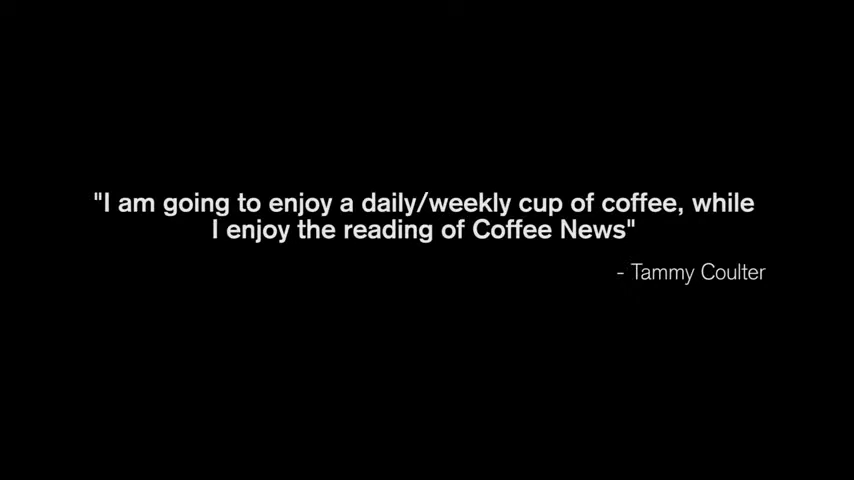 "I am going to enjoy a daily/weekly cup of coffee, while
I enjoy the reading of Coffee News"
- Tammy Coulter